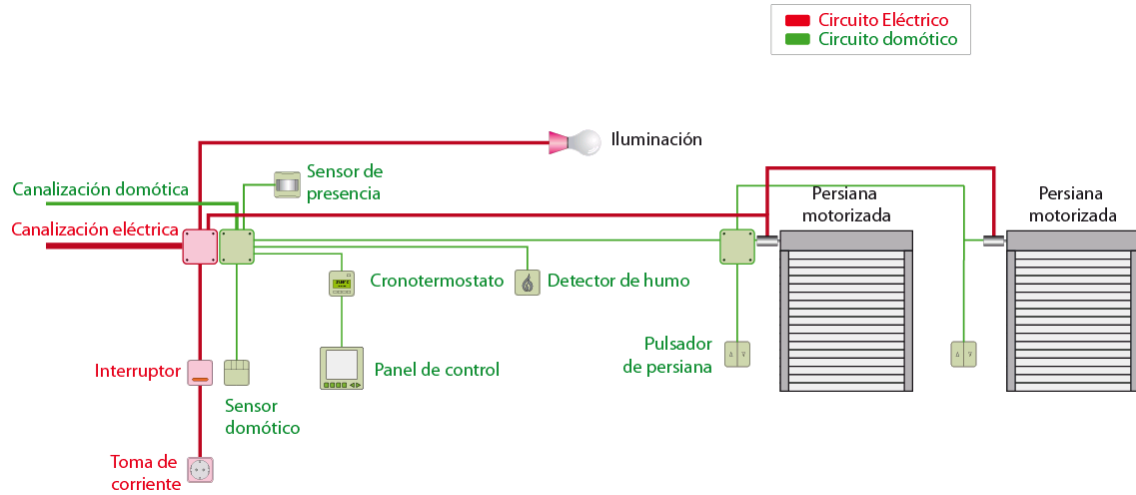 Circuito Eléctrico
Circuito domótico
Iluminación
Sensor de
presencia
Canalización domótica
Canalización eléctrica
Persiana
motorizada
Persiana
motorizada
Cronotermostato
Detector de humo
Interruptor
Panel de control
Pulsador
de persiana
Sensor
domótico
Toma de
corriente